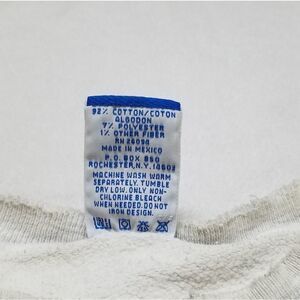 92% COTTON/COTON
ALGODON
7% POLYESTER
1% OTHER FIBER
RN 26094
MADE IN MEXICO
P.O. BOX 850
ROCHESTER, N.Y. 14603
MACHINE WASH WARM
SEPARATELY. TUMBLE
DRY LOW. ONLY NON-
CHLORINE BLEACH
WHEN NEEDED. DO NOT
IRON DESIGN.